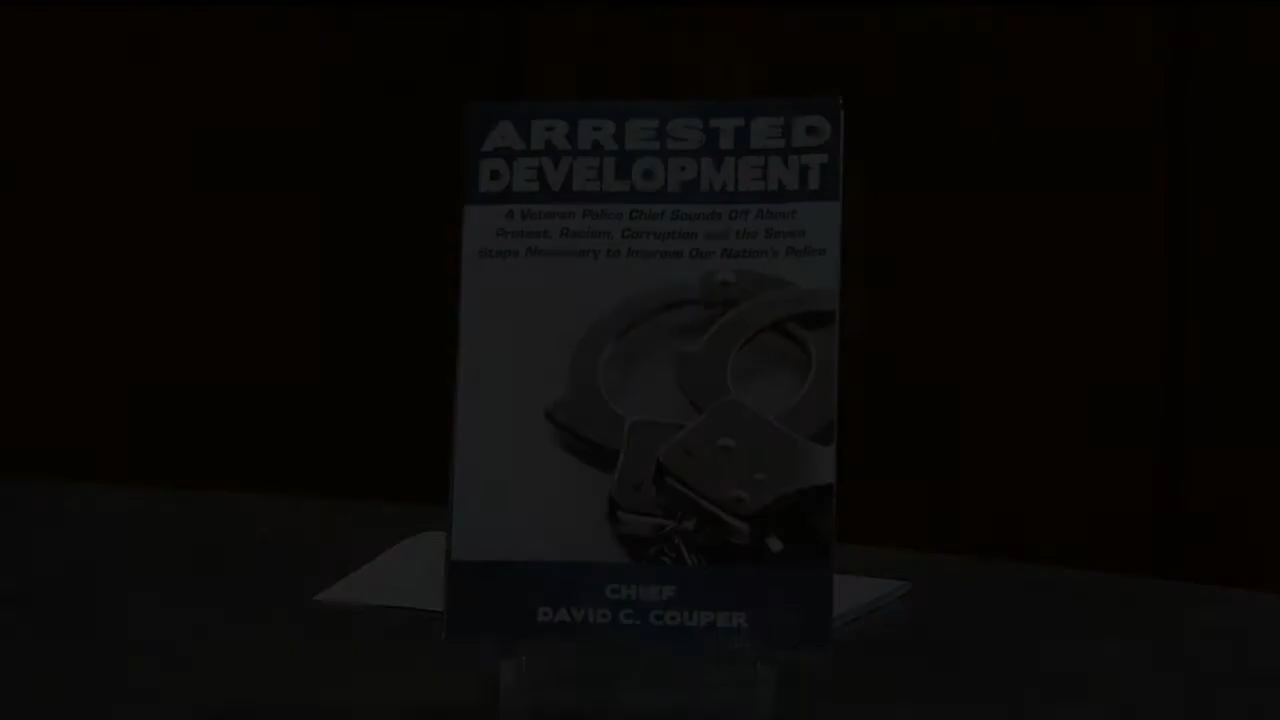 ARRESTED
DEVELOPMENT
A Veteran Police Chief Sounds Off About
Protest, Racism, Corruption and the Seven
Steps Necessary to Improve Our Nation's Police
CHIEF
DAVID C. COUPER